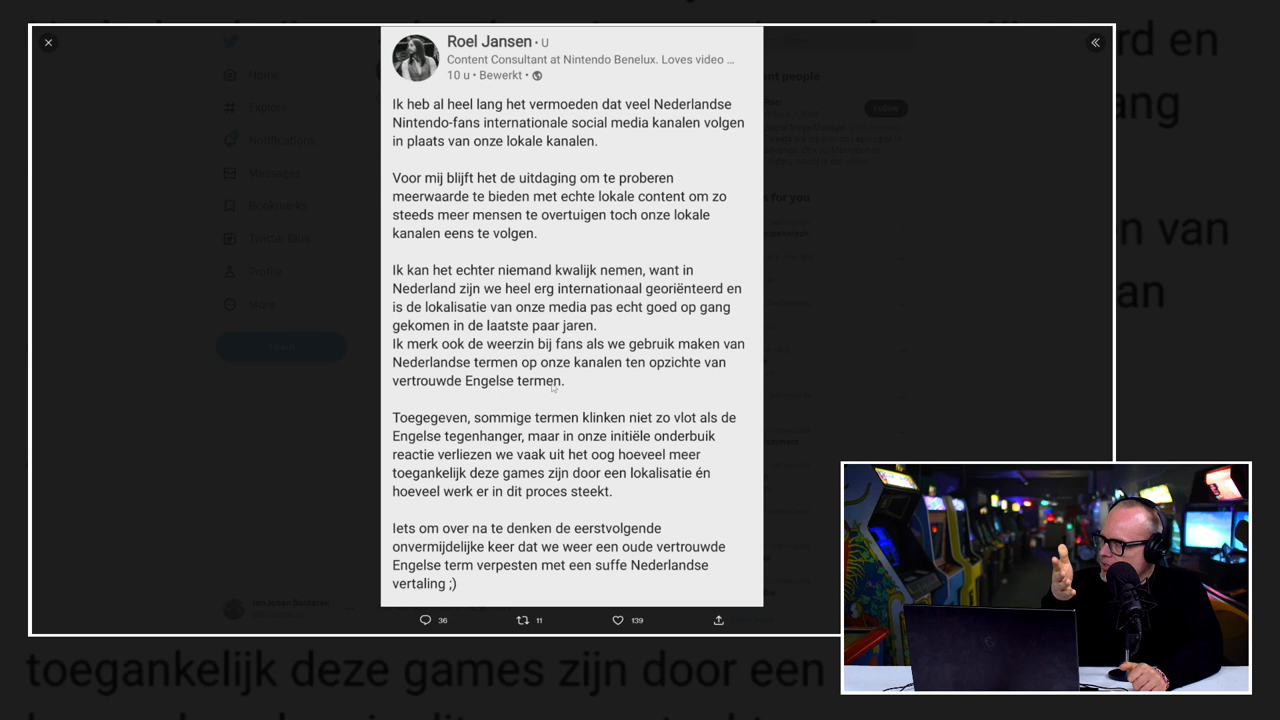 Roel Jansen • U
Content Consultant at Nintendo Benelux. Loves video ...
10 u • Bewerkt •
Ik heb al heel lang het vermoeden dat veel Nederlandse
Nintendo-fans internationale social media kanalen volgen
in plaats van onze lokale kanalen.
Voor mij blijft het de uitdaging om te proberen
meerwaarde te bieden met echte lokale content om zo
steeds meer mensen te overtuigen toch onze lokale
kanalen eens te volgen.
Ik kan het echter niemand kwalijk nemen, want in
Nederland zijn we heel erg internationaal georiënteerd en
is de lokalisatie van onze media pas echt goed op gang
gekomen in de laatste paar jaren.
Ik merk ook de weerzin bij fans als we gebruik maken van
Nederlandse termen op onze kanalen ten opzichte van
vertrouwde Engelse termen.
Toegegeven, sommige termen klinken niet zo vlot als de
Engelse tegenhanger, maar in onze initiële onderbuik
reactie verliezen we vaak uit het oog hoeveel meer
toegankelijk deze games zijn door een lokalisatie én
hoeveel werk er in dit proces steekt.
Iets om over na te denken de eerstvolgende
onvermijdelijke keer dat we weer een oude vertrouwde
Engelse term verpesten met een suffe Nederlandse
vertaling ;)
36 11 139
Home
Explore
Notifications
Messages
Bookmarks
Twitter Blue
Profile
More
Follow
nt people
s for you
rd en
ang
n van
an
toegankelijk deze games zijn door een